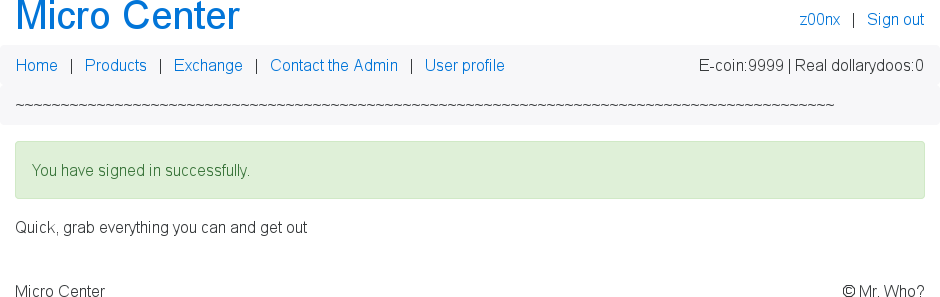 Micro Center
z00nx | Sign out
Home | Products | Exchange | Contact the Admin | User profile E-coin:9999 | Real dollarydoos:0
~~~~~~~~~~~~~~~~~~~~~~~~~~~~~~~~~~~~~~~~~~~~~~~~~~~~~~~~~~~~~~~~~~~~~~~~~~~~~~~~~~~~~~~~~~~
You have signed in successfully.
Quick, grab everything you can and get out
Micro Center © Mr. Who?